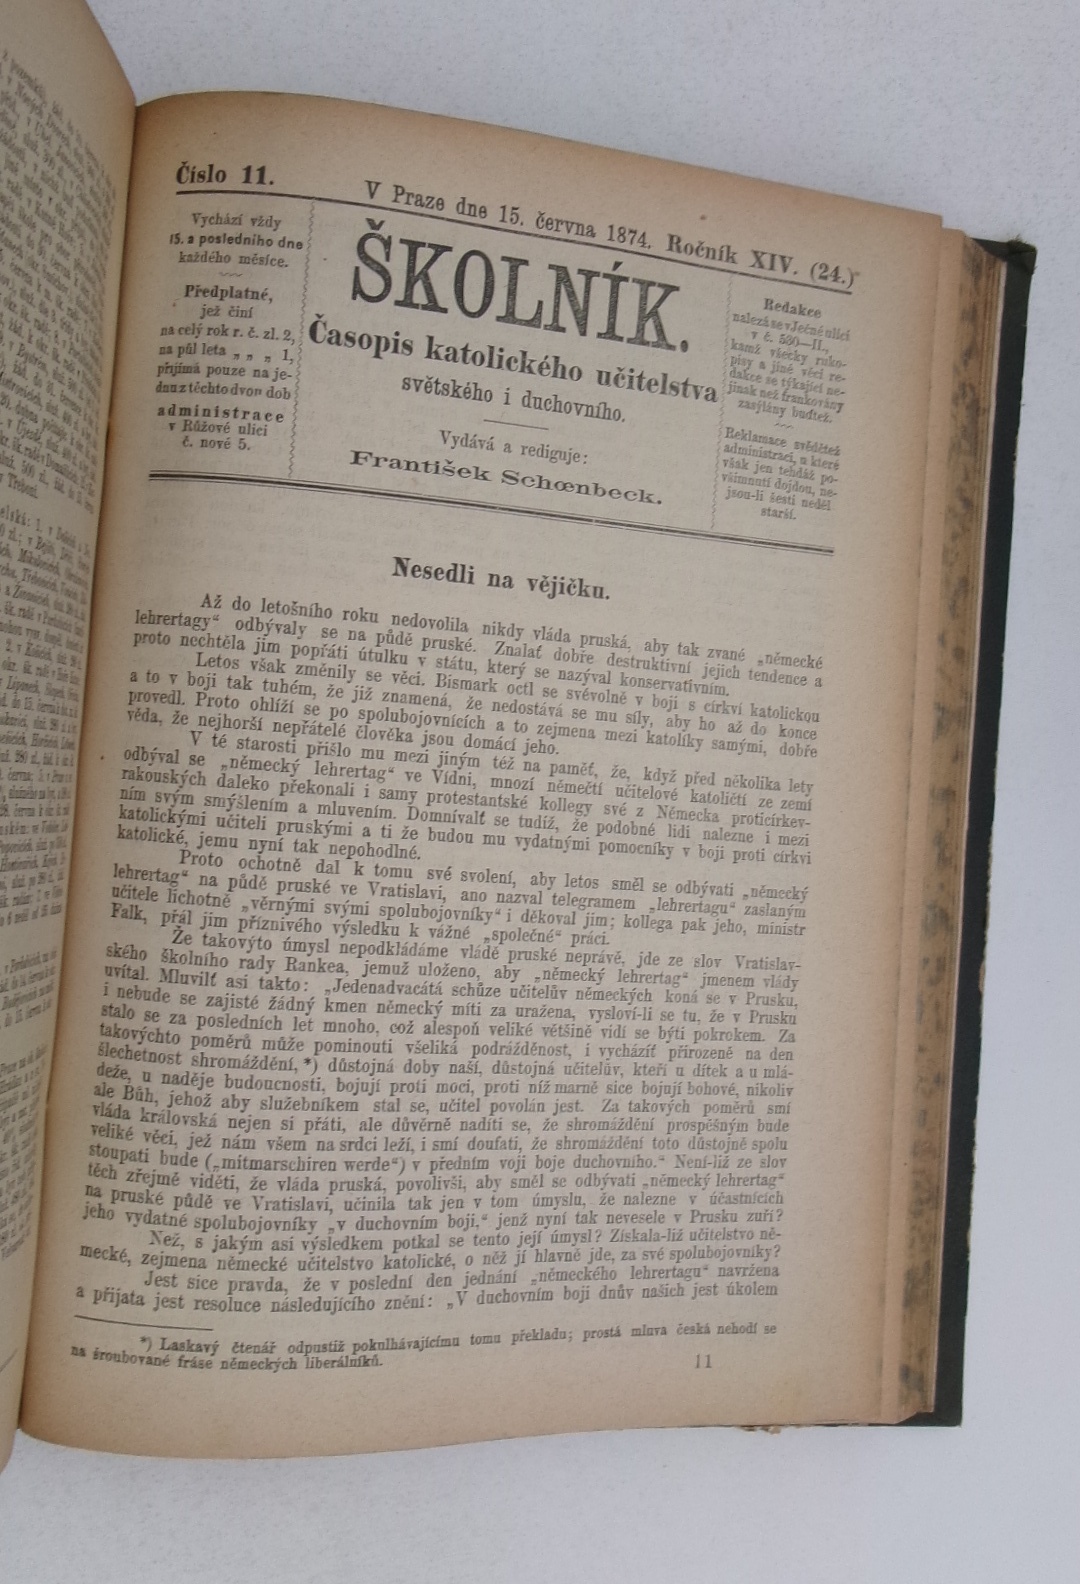 Číslo 11.
V Praze dne 15. června 1874.
Ročník XIV. (24.)
Vychází vždy
15. a posledního dne
každého měsíce.
Předplatné,
jež činí
na celý rok r. č. zl. 2,
na půl leta „ „ „ 1,
přijímá pouze na je-
dnu z těchto dvou dob
administrace
v Růžové ulici
č. nové 5.
ŠKOLNÍK.
Časopis katolického učitelstva
světského i duchovního.
Vydává a rediguje:
František Schœnbeck.
Redakce
nalezá se v Ječné ulici
v č. 530—II.,
kamž všecky ruko-
pisy a jiné věci re-
dakce se týkající ne-
jinak než frankovány
zasýlány buďtež.
Reklamace svědčtež
administraci, u které
však jen tehdáž po-
všimnutí dojdou, ne-
jsou-li šesti neděl
starší.
Nesedli na vějičku.
Až do letošního roku nedovolila nikdy vláda pruská, aby tak zvané „německé
lehrertagy“ odbývaly se na půdě pruské. Znalať dobře destruktivní jejich tendence a
proto nechtěla jim popřáti útulku v státu, který se nazýval konservativním.
Letos však změnily se věci. Bismark octl se svévolně v boji s církví katolickou
a to v boji tak tuhém, že již znamená, že nedostává se mu síly, aby ho až do konce
provedl. Proto ohlíží se po spolubojovnících a to zejmena mezi katolíky samými, dobře
věda, že nejhorší nepřátelé člověka jsou domácí jeho.
V té starosti přišlo mu mezi jiným též na paměť, že, když před několika lety
odbýval se „německý lehrertag“ ve Vídni, mnozí němečtí učitelové katoličtí ze zemí
rakouských daleko překonali i samy protestantské kollegy své z Německa proticírkev-
ním svým smýšlením a mluvením. Domnívalť se tudíž, že podobné lidi nalezne i mezi
katolickými učiteli pruskými a ti že budou mu vydatnými pomocníky v boji proti církvi
katolické, jemu nyní tak nepohodlné.
Proto ochotně dal k tomu své svolení, aby letos směl se odbývati „německý
lehrertag“ na půdě pruské ve Vratislavi, ano nazval telegramem „lehrertagu“ zaslaným
učitele lichotně „věrnými svými spolubojovníky“ i děkoval jim; kollega pak jeho, ministr
Falk, přál jim příznivého výsledku k vážné „společné“ práci.
Že takovýto úmysl nepodkládáme vládě pruské neprávě, jde ze slov Vratislav-
ského školního rady Rankea, jemuž uloženo, aby „německý lehrertag“ jmenem vlády
uvítal. Mluvilť asi takto: „Jedenadvacátá schůze učitelův německých koná se v Prusku,
i nebude se zajisté žádný kmen německý míti za uražena, vysloví-li se tu, že v Prusku
stalo se za posledních let mnoho, což alespoň veliké většině vidí se býti pokrokem. Za
takovýchto poměrů může pominouti všeliká podrážděnost, i vycházíť přirozeně na den
šlechetnost shromáždění,*) důstojná doby naší, důstojná učitelův, kteří u dítek a u mlá-
deže, u naděje budoucnosti, bojují proti moci, proti níž marně sice bojují bohové, nikoliv
ale Bůh, jehož aby služebníkem stal se, učitel povolán jest. Za takových poměrů smí
vláda královská nejen si přáti, ale důvěrně nadíti se, že shromáždění prospěšným bude
veliké věci, jež nám všem na srdci leží, i smí doufati, že shromáždění toto důstojně spolu
stoupati bude („mitmarschiren werde“) v předním voji boje duchovního.“ Není-liž ze slov
těch zřejmě viděti, že vláda pruská, povolivši, aby směl se odbývati „německý lehrertag“
na pruské půdě ve Vratislavi, učinila tak jen v tom úmyslu, že nalezne v účastnících
jeho vydatné spolubojovníky „v duchovním boji,“ jenž nyní tak nevesele v Prusku zuří?
Než, s jakým asi výsledkem potkal se tento její úmysl? Získala-liž učitelstvo ně-
mecké, zejmena německé učitelstvo katolické, o něž jí hlavně jde, za své spolubojovníky?
Jest sice pravda, že v poslední den jednání „německého lehrertagu“ navržena
a přijata jest resoluce následujícího znění: „V duchovním boji dnův našich jest úkolem
*) Laskavý čtenář odpustiž pokulhávajícímu tomu překladu; prostá mluva česká nehodí se
na šroubované fráse německých liberálníků.
11